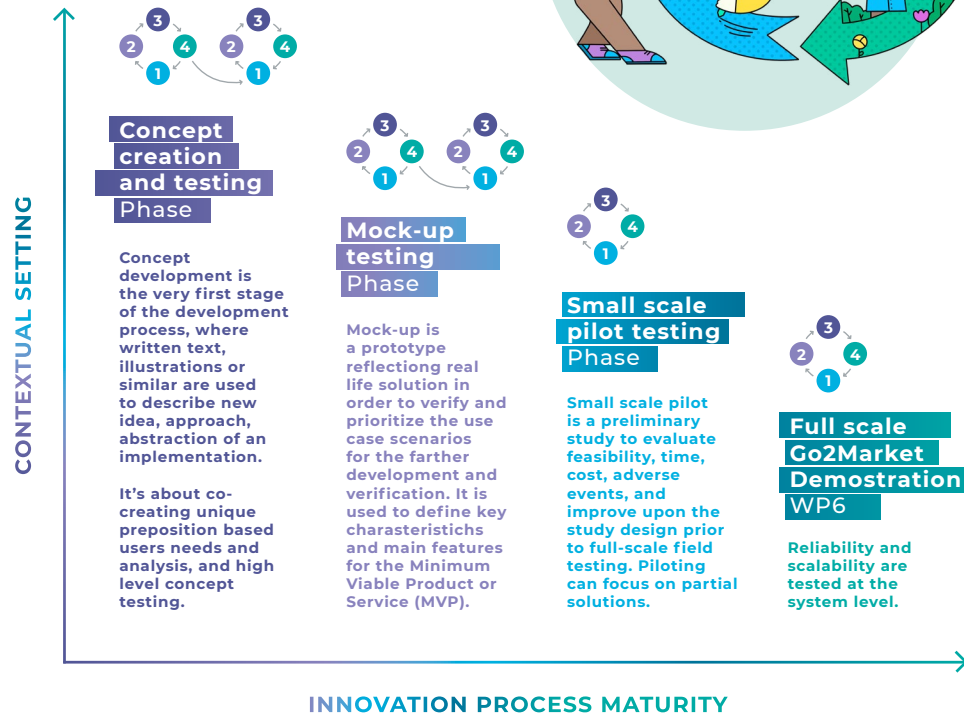 3
2
4
1
3
2
4
1
Concept
creation
and testing
Phase
Concept
development is
the very first stage
of the development
process, where
written text,
illustrations or
similar are used
to describe new
idea, approach,
abstraction of an
implementation.
It's about co-
creating unique
preposition based
users needs and
analysis, and high
level concept
testing.
3
2
4
1
3
2
4
1
Mock-up
testing
Phase
Mock-up is
a prototype
reflectiong real
life solution in
order to verify and
prioritize the use
case scenarios
for the farther
development and
verification. It is
used to define key
charasteristichs
and main features
for the Minimum
Viable Product or
Service (MVP).
3
2
4
1
Small scale
pilot testing
Phase
Small scale pilot
is a preliminary
study to evaluate
feasibility, time,
cost, adverse
events, and
improve upon the
study design prior
to full-scale field
testing. Piloting
can focus on partial
solutions.
3
2
4
1
Full scale
Go2Market
Demostration
WP6
Reliability and
scalability are
tested at the
system level.
CONTEXTUAL SETTING
INNOVATION PROCESS MATURITY